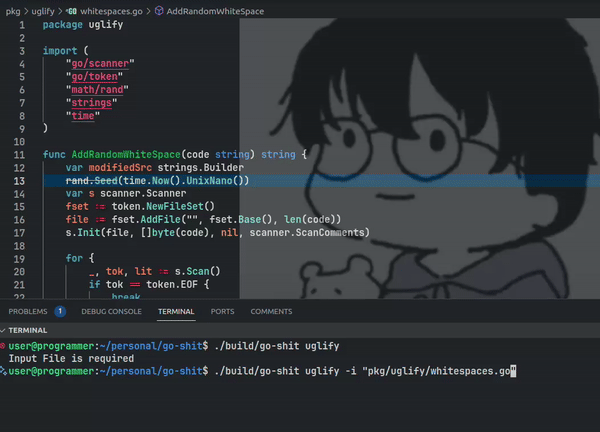 pkg > uglify > GO whitespaces.go > AddRandomWhiteSpace
1 package uglify
2
3 import (
4 "go/scanner"
5 "go/token"
6 "math/rand"
7 "strings"
8 "time"
9 )
10
11 func AddRandomWhiteSpace(code string) string {
12 var modifiedSrc strings.Builder
13 rand.Seed(time.Now().UnixNano())
14 var s scanner.Scanner
15 fset := token.NewFileSet()
16 file := fset.AddFile("", fset.Base(), len(code))
17 s.Init(file, []byte(code), nil, scanner.ScanComments)
18
19 for {
20 _, tok, lit := s.Scan()
21 if tok == token.EOF {
22 break
PROBLEMS 1 DEBUG CONSOLE TERMINAL PORTS COMMENTS
TERMINAL
user@programmer:~/personal/go-shit$ ./build/go-shit uglify
Input File is required
user@programmer:~/personal/go-shit$ ./build/go-shit uglify -i "pkg/uglify/whitespaces.go"